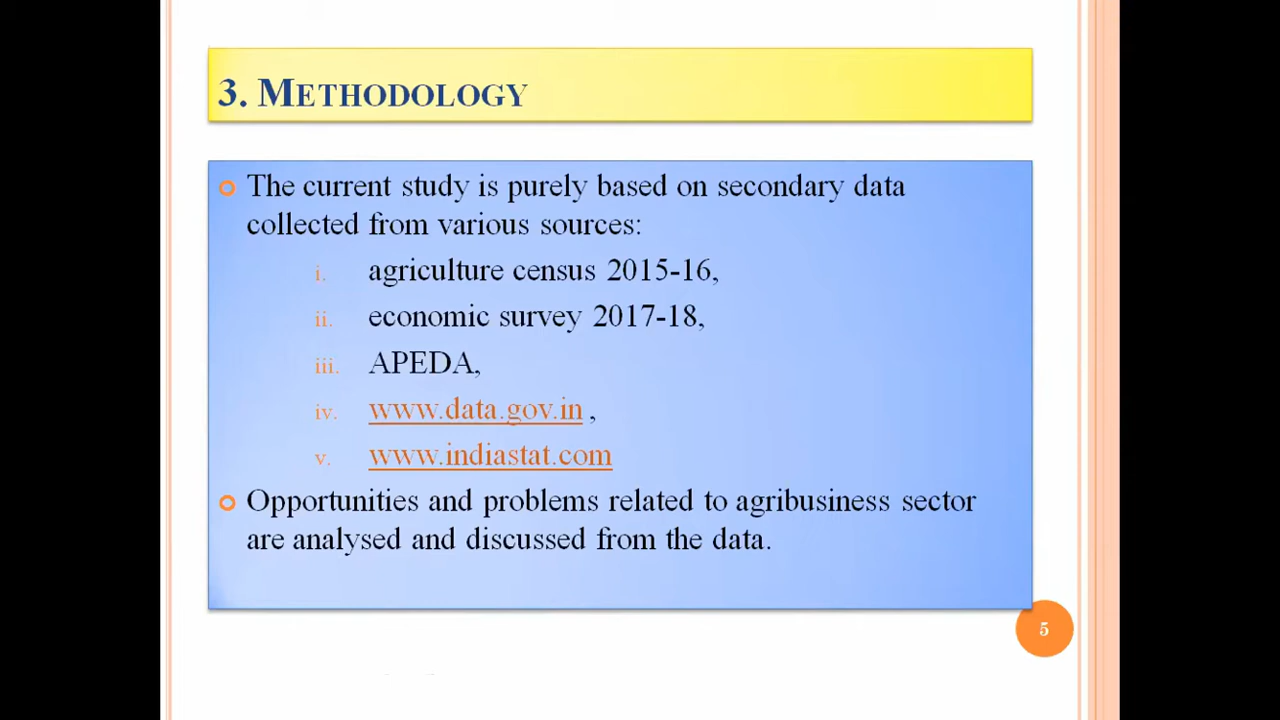 3. METHODOLOGY
The current study is purely based on secondary data
collected from various sources:
i. agriculture census 2015-16,
ii. economic survey 2017-18,
iii. APEDA,
iv. www.data.gov.in ,
v. www.indiastat.com
Opportunities and problems related to agribusiness sector
are analysed and discussed from the data.
5